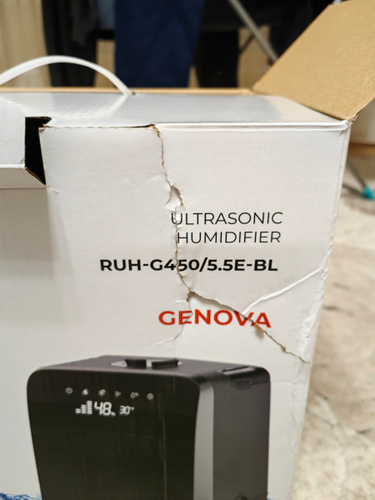 ULTRASONIC
HUMIDIFIER
RUH-G450/5.5E-BL
GENOVA
48% 30°